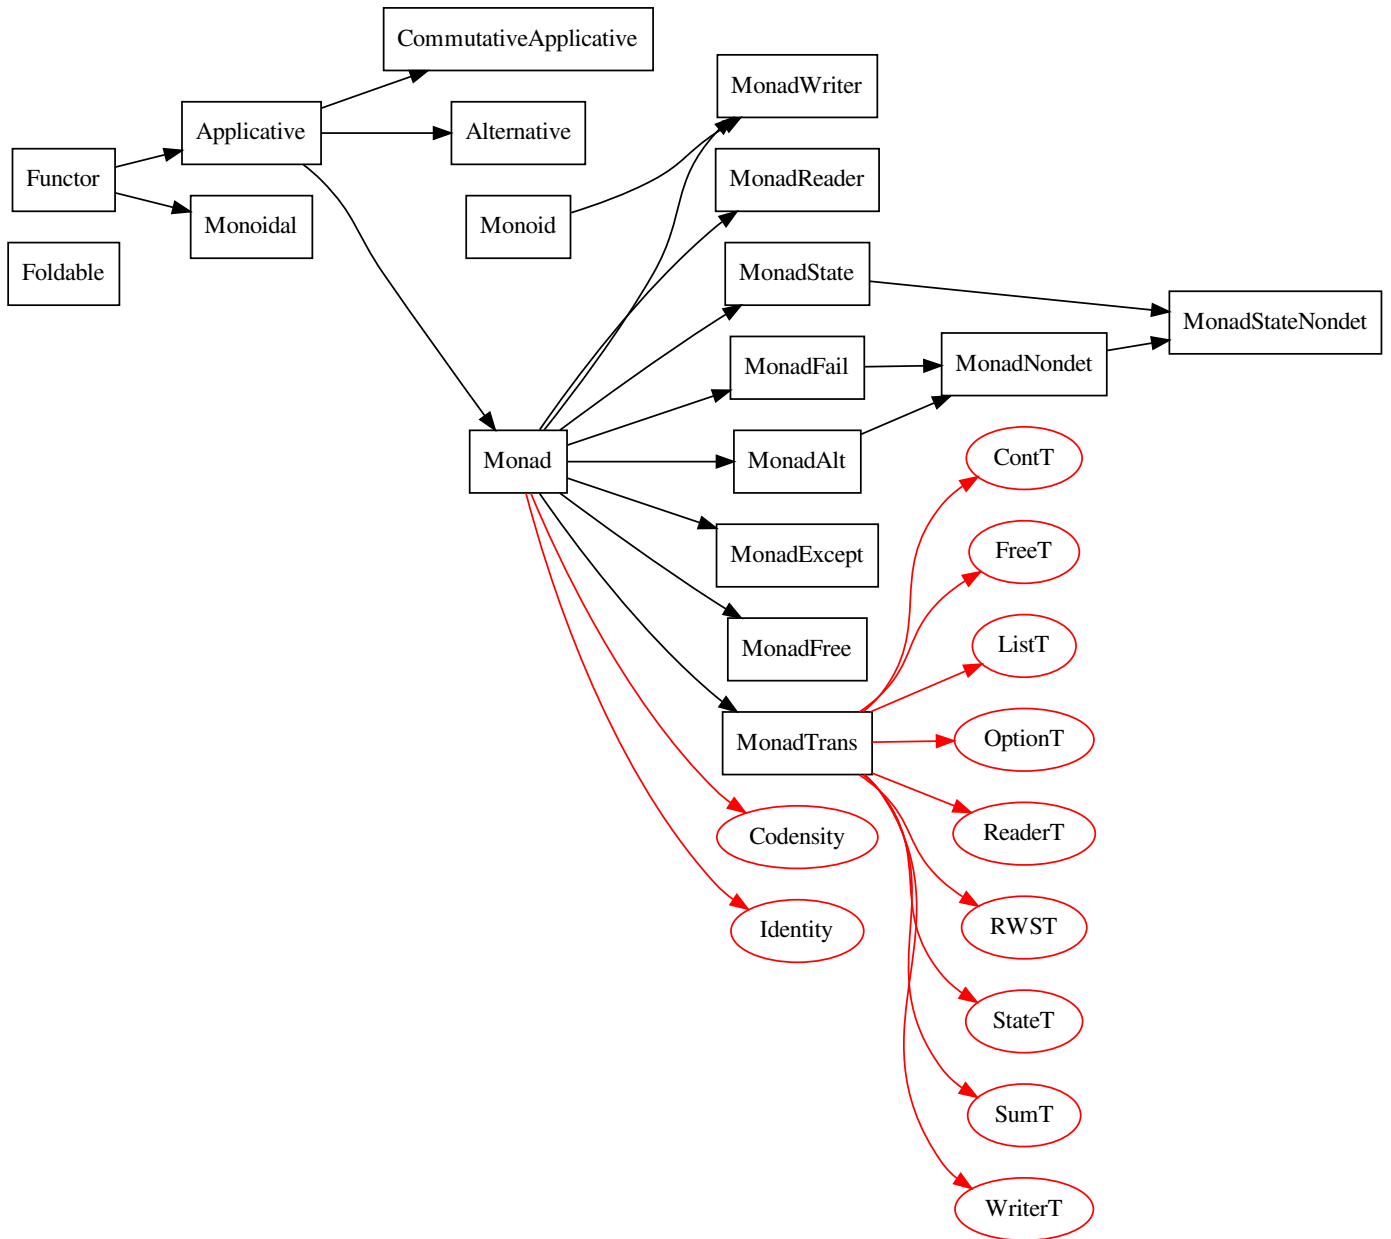 CommutativeApplicative
MonadWriter
Applicative
Alternative
Functor
MonadReader
Monoidal
Monoid
Foldable
MonadState
MonadStateNondet
MonadFail
MonadNondet
Monad
MonadAlt
ContT
MonadExcept
FreeT
MonadFree
ListT
MonadTrans
OptionT
Codensity
ReaderT
Identity
RWST
StateT
SumT
WriterT